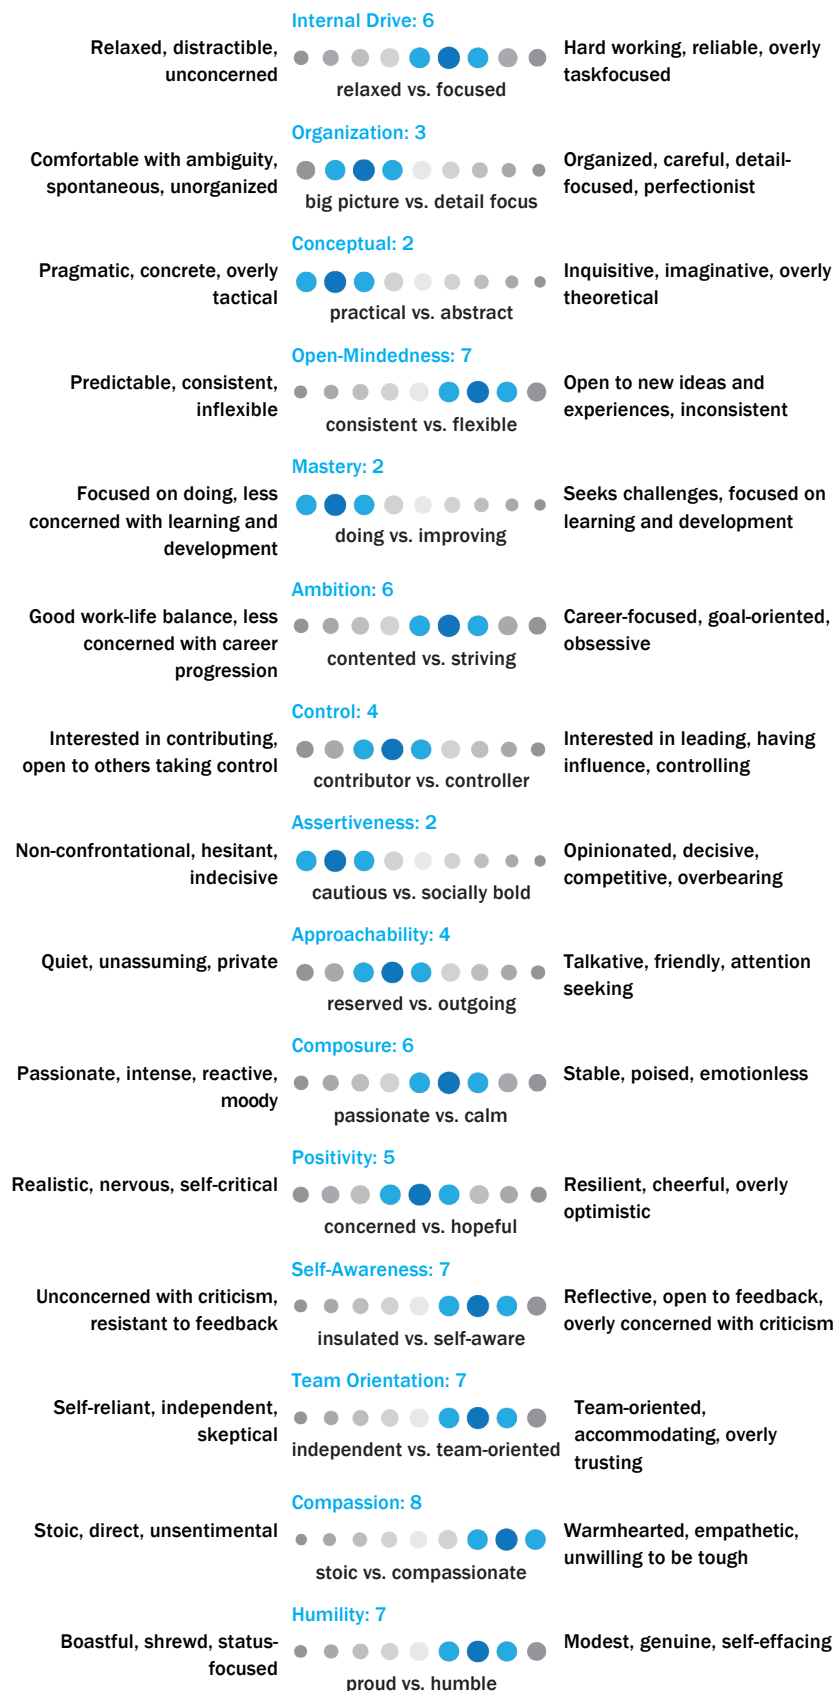 Internal Drive: 6
Relaxed, distractible,
unconcerned
relaxed vs. focused
Hard working, reliable, overly
taskfocused
Organization: 3
Comfortable with ambiguity,
spontaneous, unorganized
big picture vs. detail focus
Organized, careful, detail-
focused, perfectionist
Conceptual: 2
Pragmatic, concrete, overly
tactical
practical vs. abstract
Inquisitive, imaginative, overly
theoretical
Open-Mindedness: 7
Predictable, consistent,
inflexible
consistent vs. flexible
Open to new ideas and
experiences, inconsistent
Mastery: 2
Focused on doing, less
concerned with learning and
development
doing vs. improving
Seeks challenges, focused on
learning and development
Ambition: 6
Good work-life balance, less
concerned with career
progression
contented vs. striving
Career-focused, goal-oriented,
obsessive
Control: 4
Interested in contributing,
open to others taking control
contributor vs. controller
Interested in leading, having
influence, controlling
Assertiveness: 2
Non-confrontational, hesitant,
indecisive
cautious vs. socially bold
Opinionated, decisive,
competitive, overbearing
Approachability: 4
Quiet, unassuming, private
reserved vs. outgoing
Talkative, friendly, attention
seeking
Composure: 6
Passionate, intense, reactive,
moody
passionate vs. calm
Stable, poised, emotionless
Positivity: 5
Realistic, nervous, self-critical
concerned vs. hopeful
Resilient, cheerful, overly
optimistic
Self-Awareness: 7
Unconcerned with criticism,
resistant to feedback
insulated vs. self-aware
Reflective, open to feedback,
overly concerned with criticism
Team Orientation: 7
Self-reliant, independent,
skeptical
independent vs. team-oriented
Team-oriented,
accommodating, overly
trusting
Compassion: 8
Stoic, direct, unsentimental
stoic vs. compassionate
Warmhearted, empathetic,
unwilling to be tough
Humility: 7
Boastful, shrewd, status-
focused
proud vs. humble
Modest, genuine, self-effacing